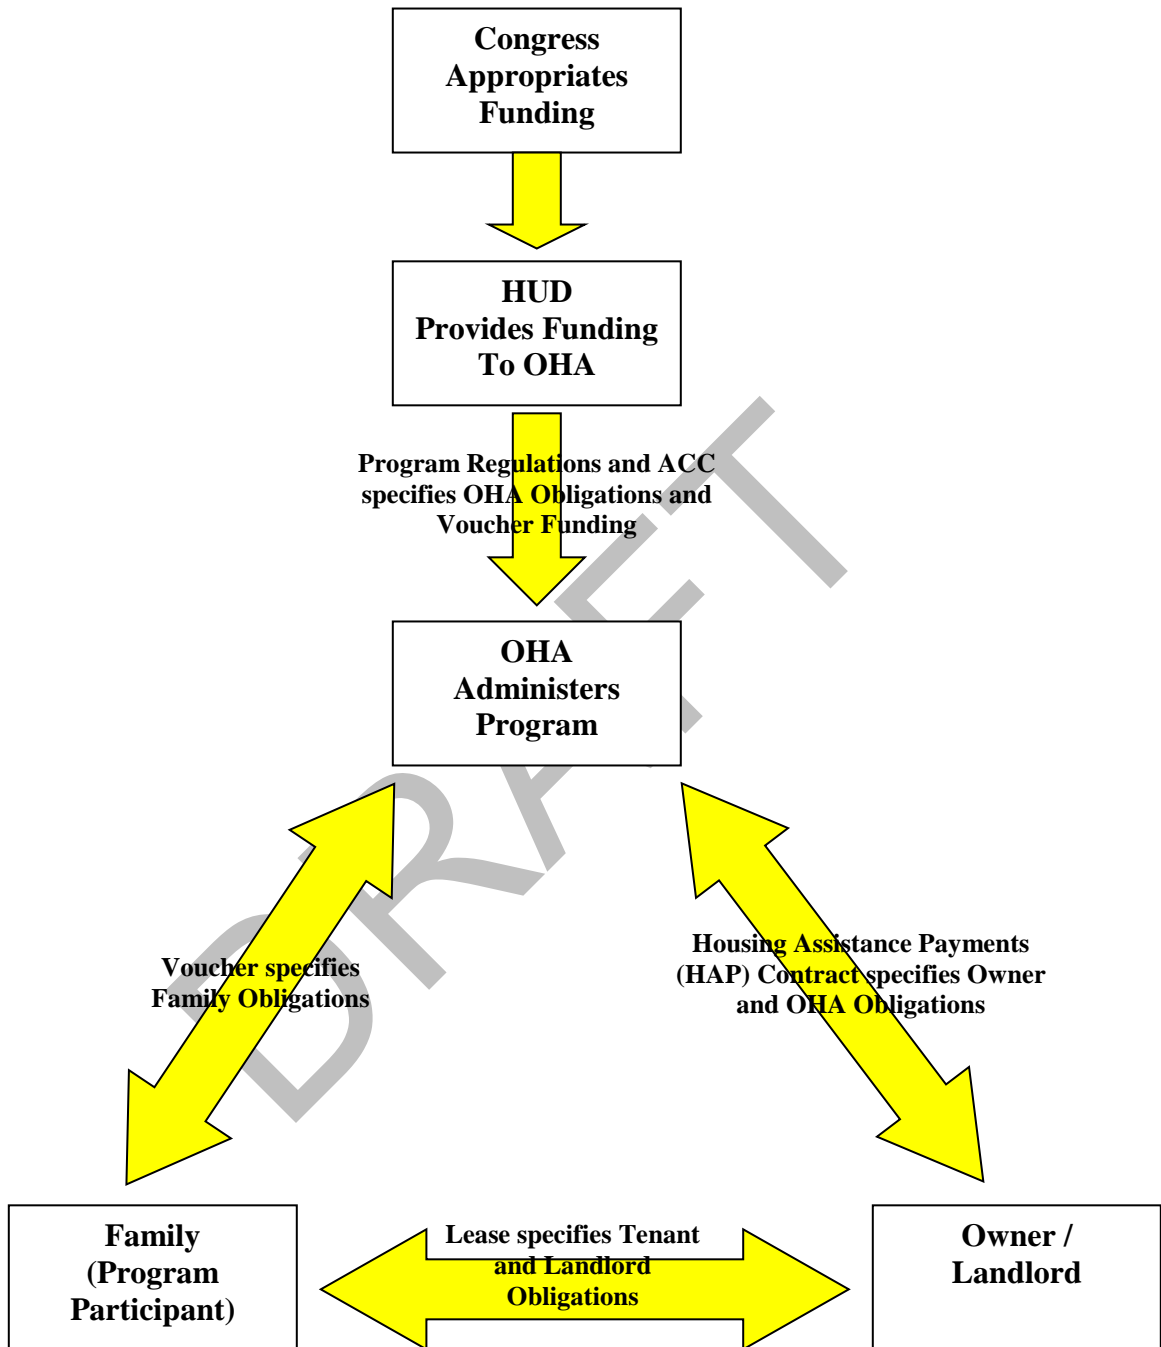 Congress
Appropriates
Funding
HUD
Provides Funding
To OHA
Program Regulations and ACC
specifies OHA Obligations and
Voucher Funding
OHA
Administers
Program
DRAFT
Voucher specifies
Family Obligations
Housing Assistance Payments
(HAP) Contract specifies Owner
and OHA Obligations
Family
(Program
Participant)
Lease specifies Tenant
and Landlord
Obligations
Owner /
Landlord